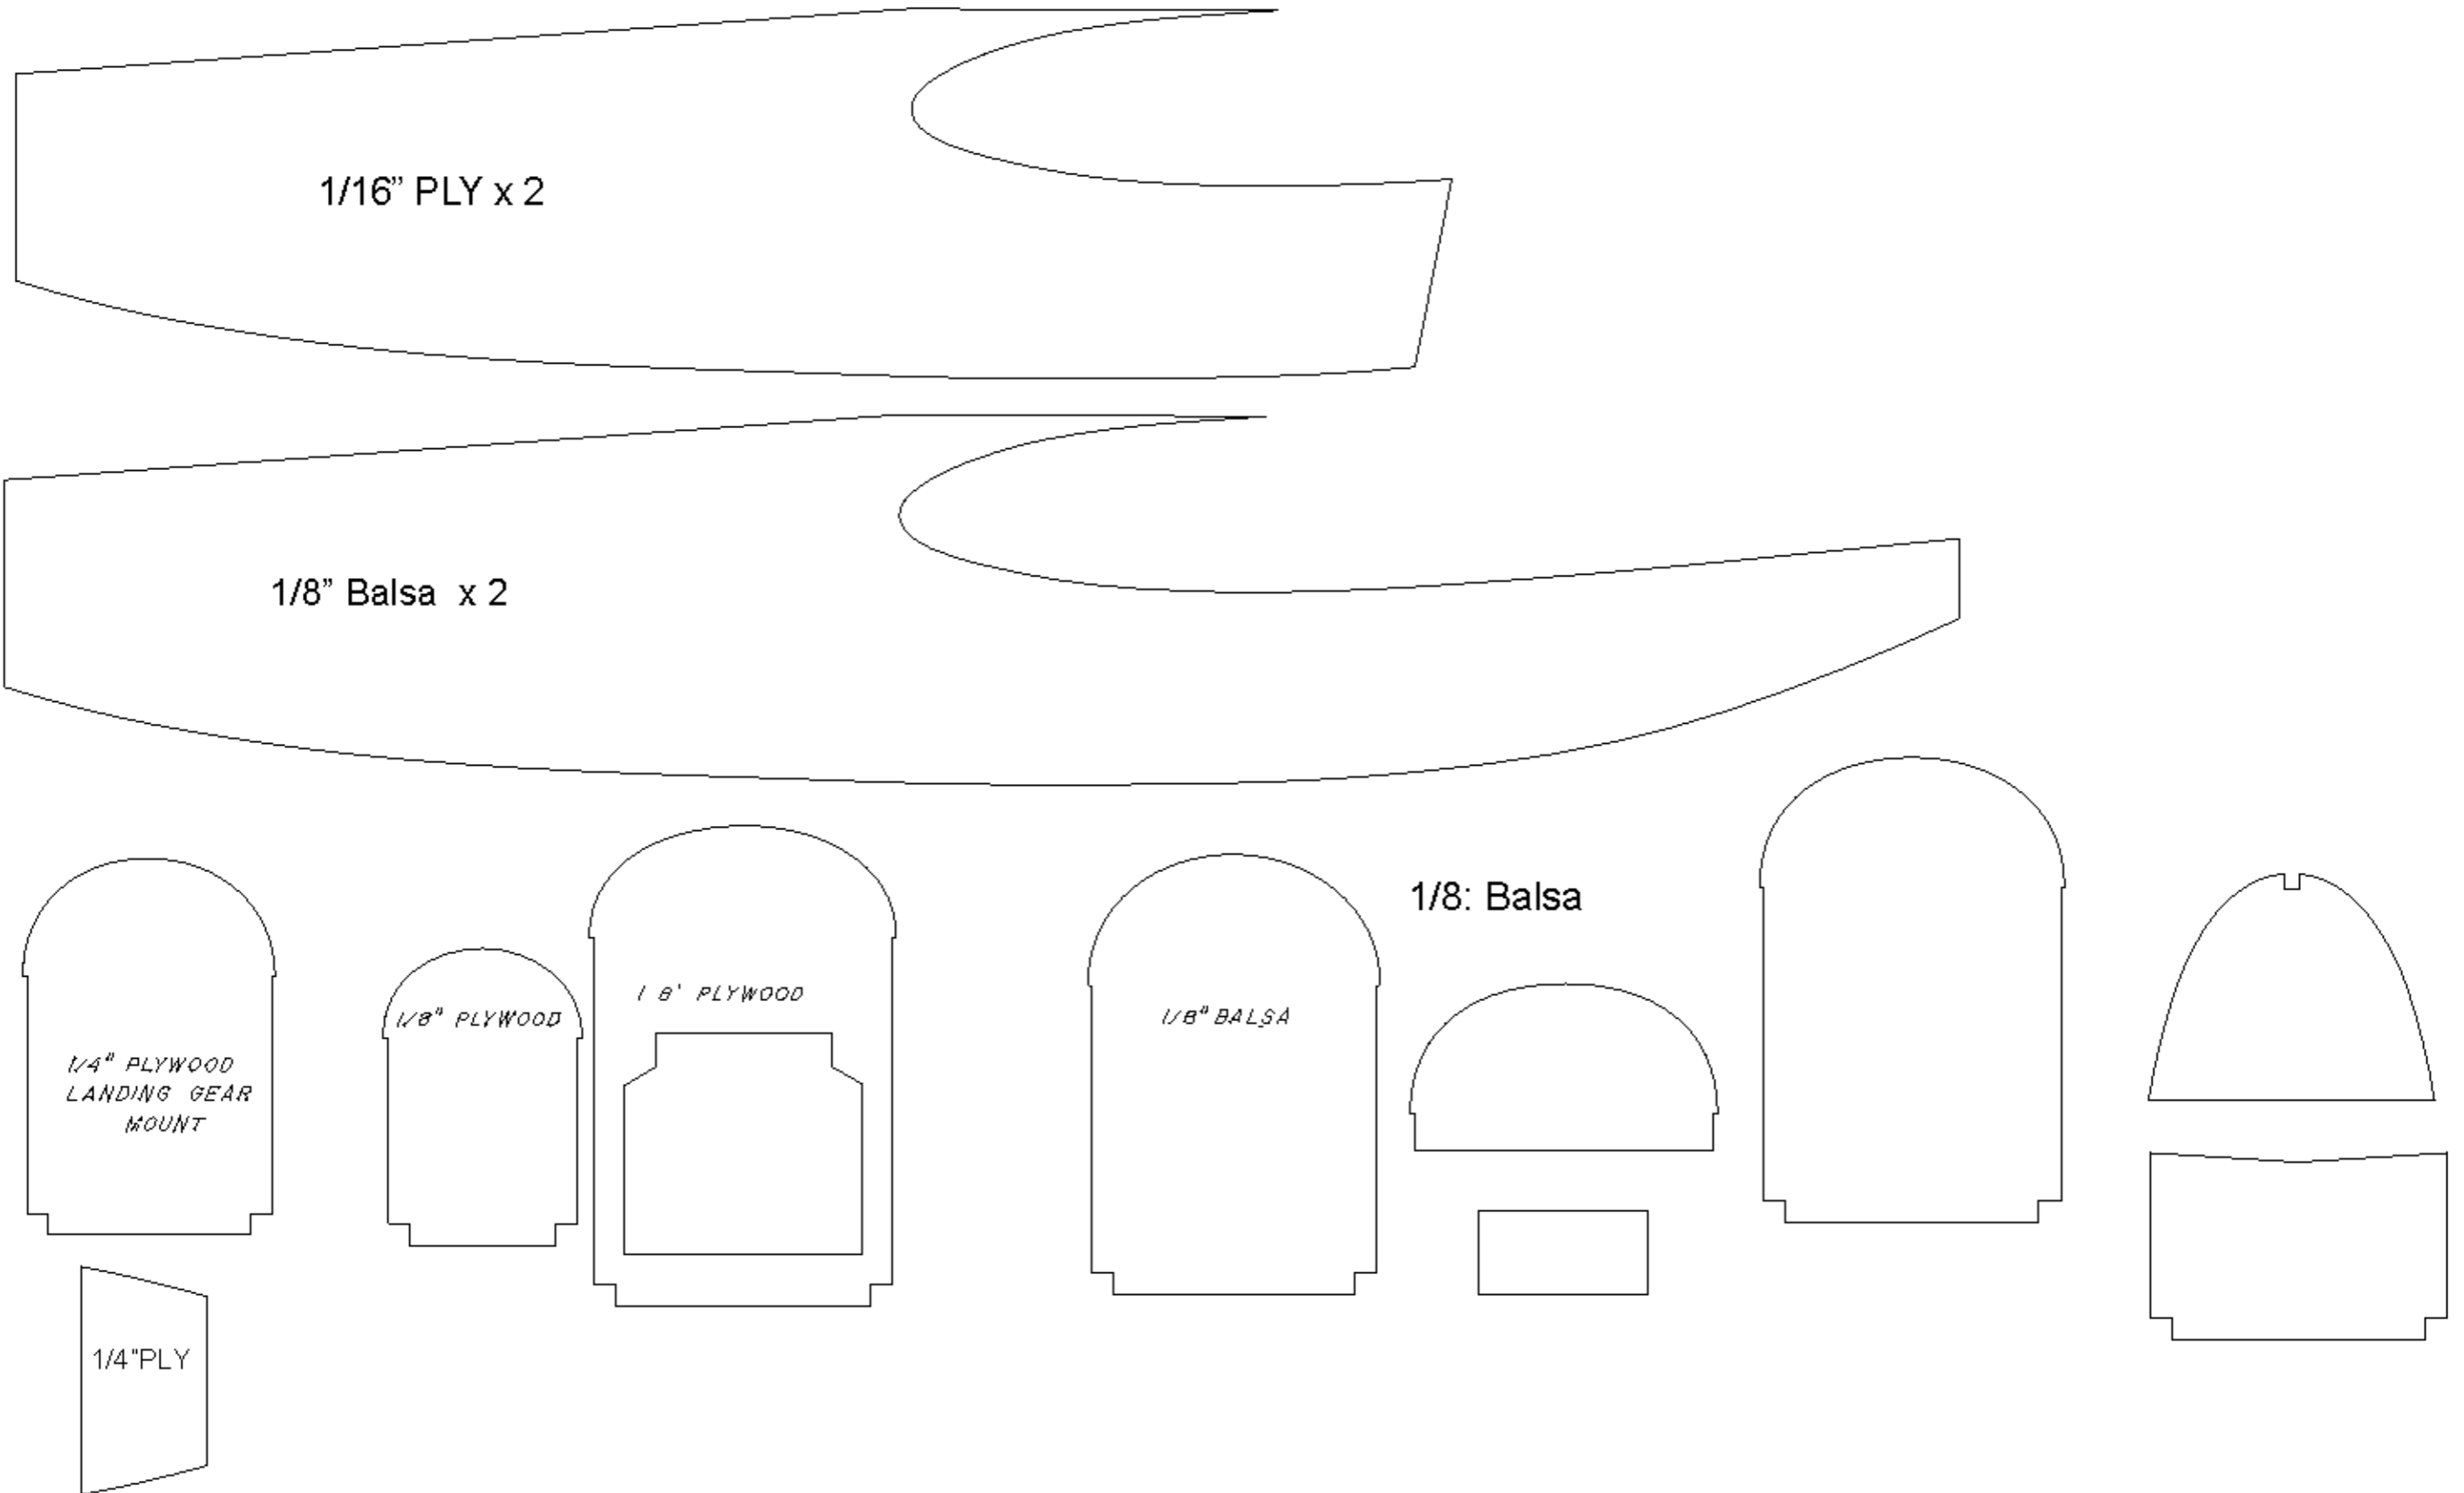 1/16” PLY x 2
1/8” Balsa x 2
1/8: Balsa
1 8' PLYWOOD
1/8" PLYWOOD
1/8" BALSA
1/4" PLYWOOD
LANDING GEAR
MOUNT
1/4"PLY